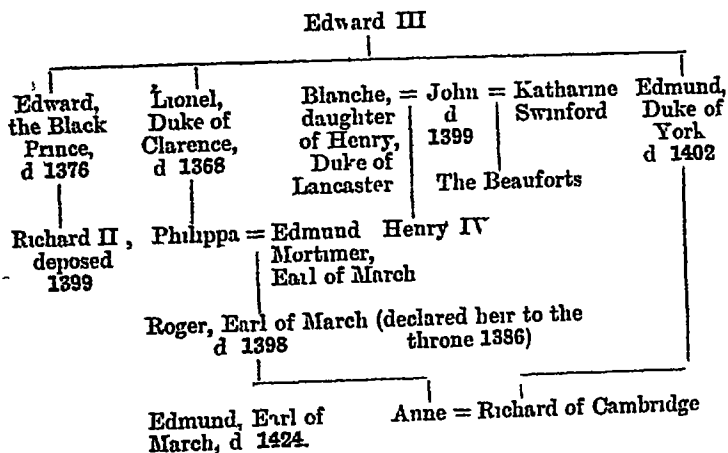 Edward III
Edward,
the Black
Prince,
d 1376
Lionel,
Duke of
Clarence,
d 1368
Blanche,
daughter
of Henry,
Duke of
Lancaster
= John =
d
1399
Katharine
Swinford
Edmund,
Duke of
York
d 1402
The Beauforts
Richard II,
deposed
1399
Philippa = Edmund
Mortimer,
Earl of March
Henry IV
Roger, Earl of March (declared heir to the
d 1398 throne 1386)
Edmund, Earl of
March, d 1424.
Anne = Richard of Cambridge